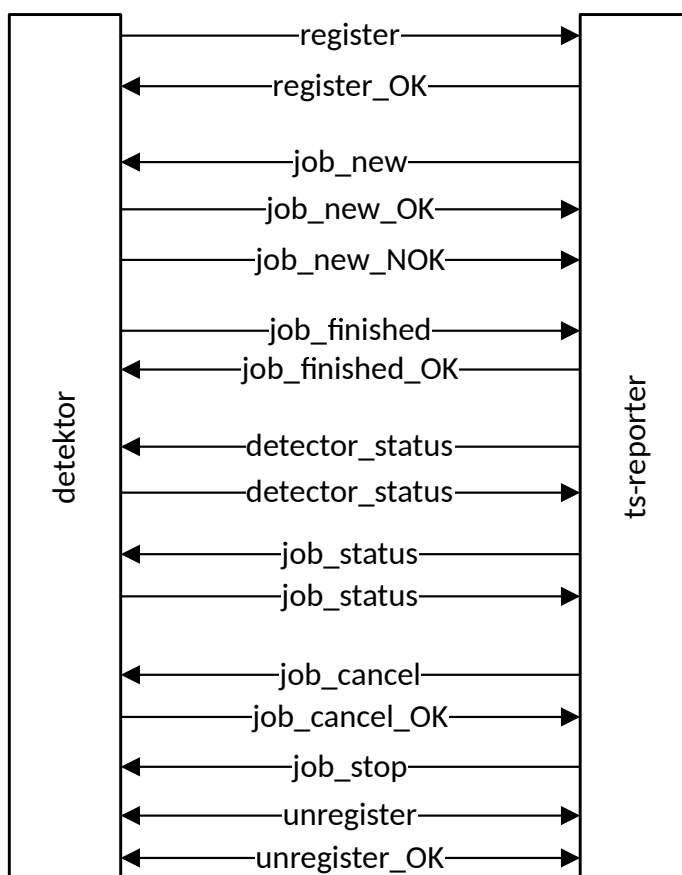 register
register_OK
job_new
job_new_OK
job_new_NOK
job_finished
job_finished_OK
detektor
ts-reporter
detector_status
detector_status
job_status
job_status
job_cancel
job_cancel_OK
job_stop
unregister
unregister_OK